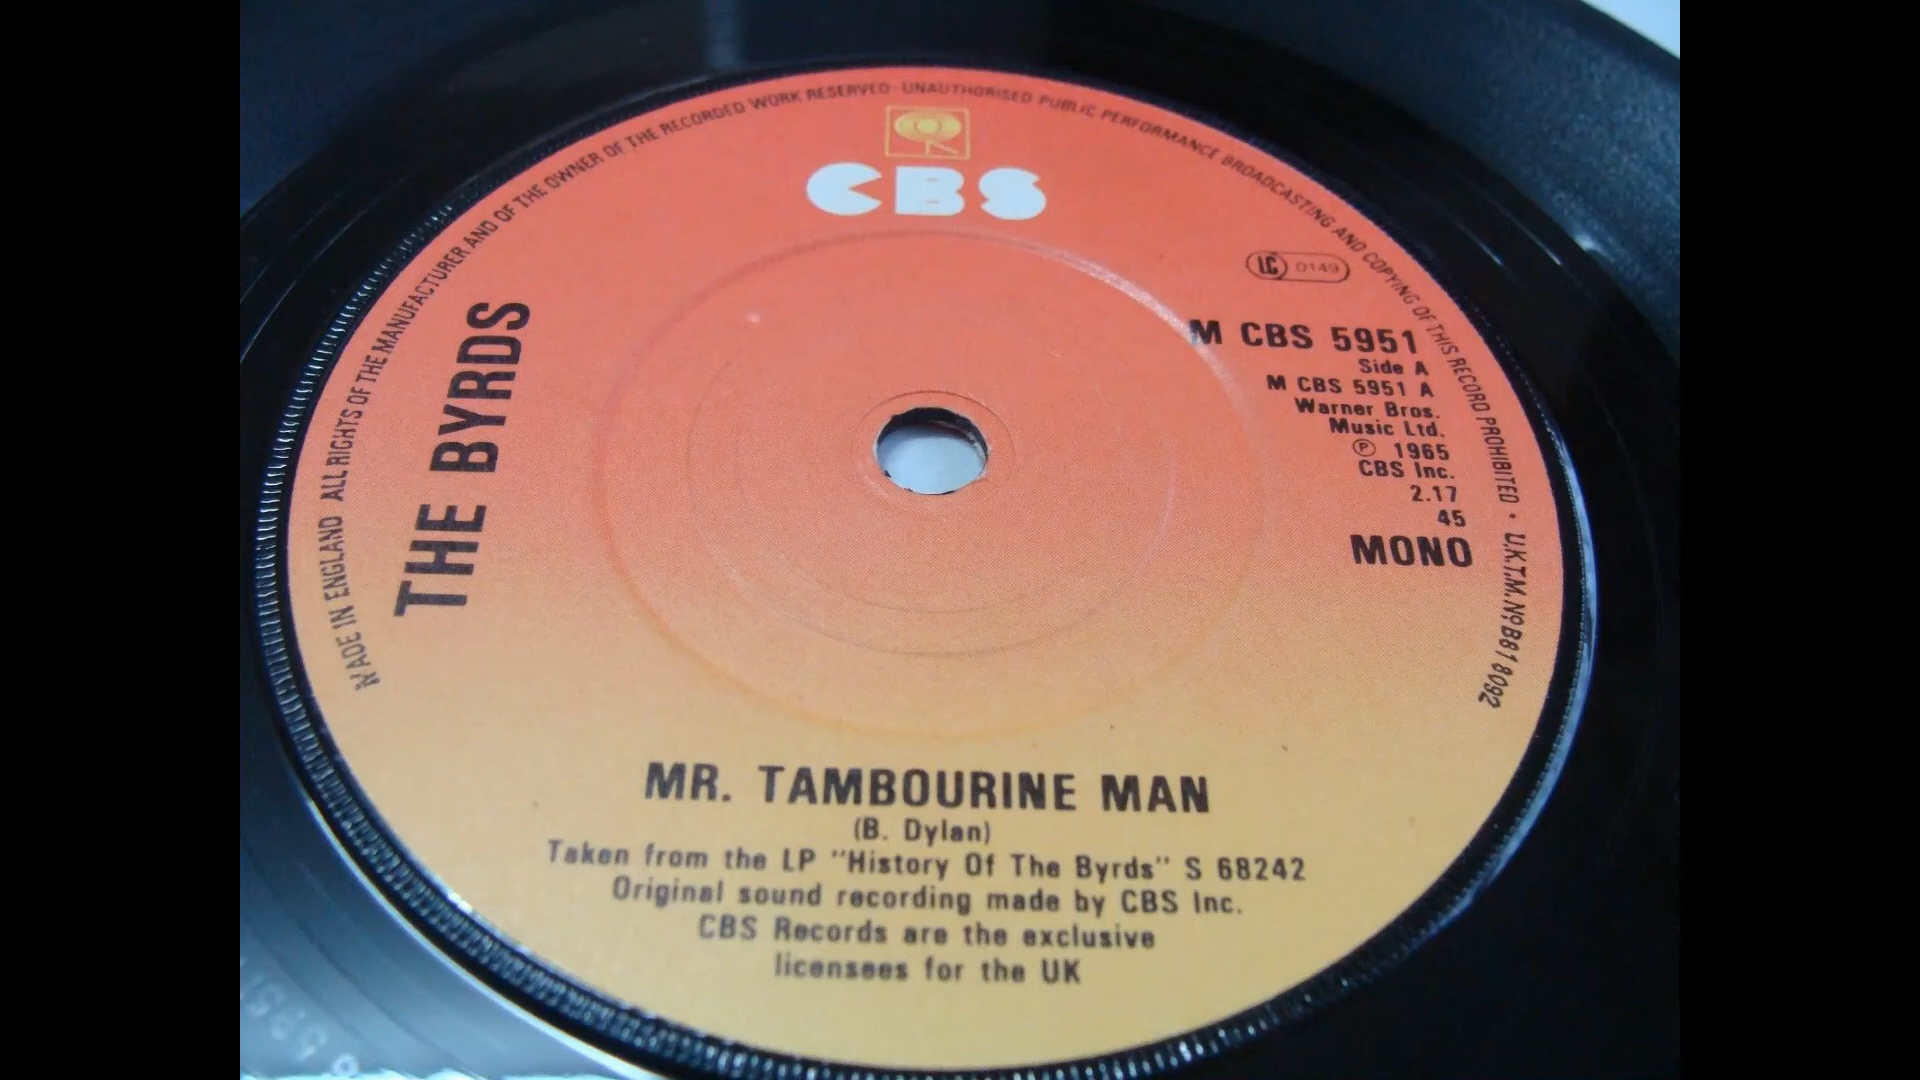 MADE IN ENGLAND ALL RIGHTS OF THE MANUFACTURER AND OF THE OWNER OF THE RECORDED WORK RESERVED · UNAUTHORISED PUBLIC PERFORMANCE BROADCASTING AND COPYING OF THIS RECORD PROHIBITED · U.K.T.M. Nº B818092
CBS
LC 0149
THE BYRDS
M CBS 5951
Side A
M CBS 5951 A
Warner Bros.
Music Ltd.
℗ 1965
CBS Inc.
2.17
45
MONO
MR. TAMBOURINE MAN
(B. Dylan)
Taken from the LP "History Of The Byrds" S 68242
Original sound recording made by CBS Inc.
CBS Records are the exclusive
licensees for the UK